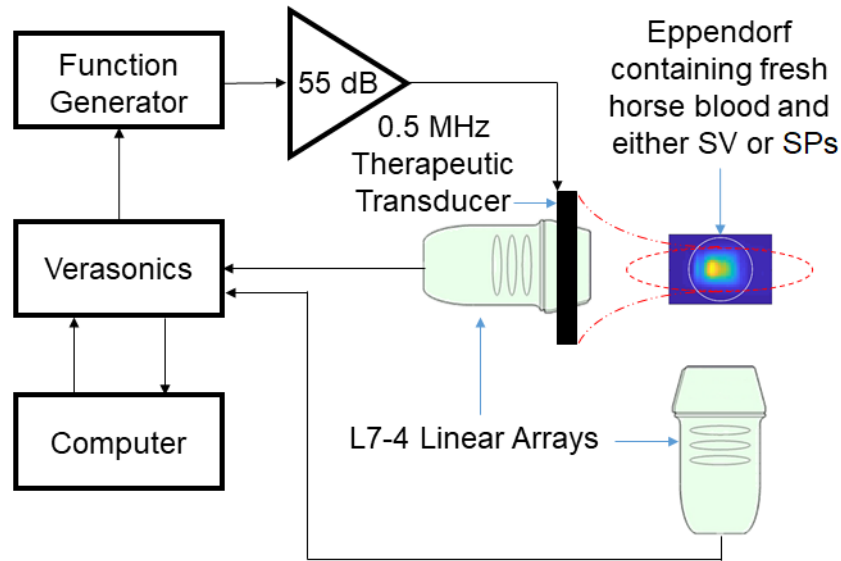 Function
Generator
55 dB
0.5 MHz
Therapeutic
Transducer
Eppendorf
containing fresh
horse blood and
either SV or SPs
Verasonics
Computer
L7-4 Linear Arrays